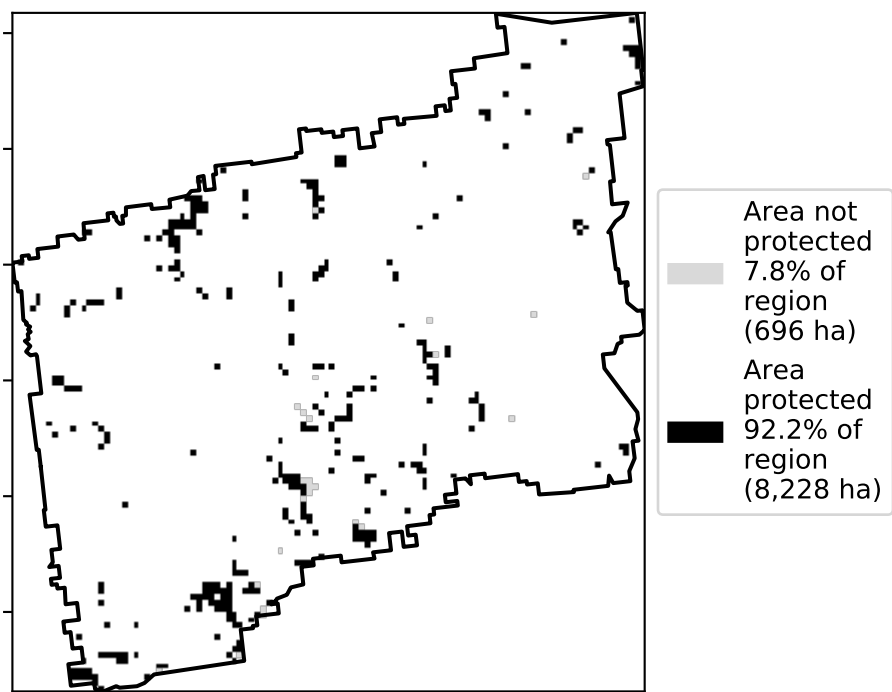 Area not
protected
7.8% of
region
(696 ha)
Area
protected
92.2% of
region
(8,228 ha)